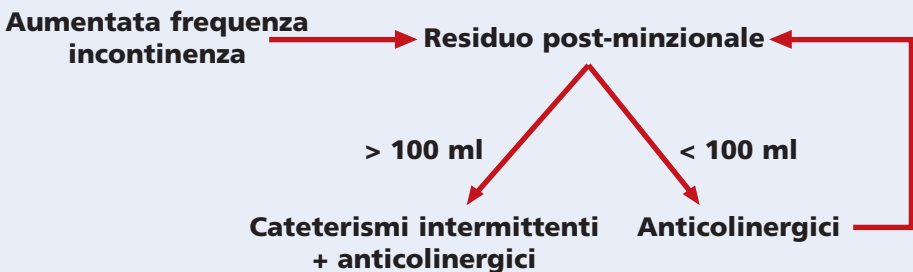 Aumentata frequenza
incontinenza
Residuo post-minzionale
> 100 ml
< 100 ml
Cateterismi intermittenti
+ anticolinergici
Anticolinergici